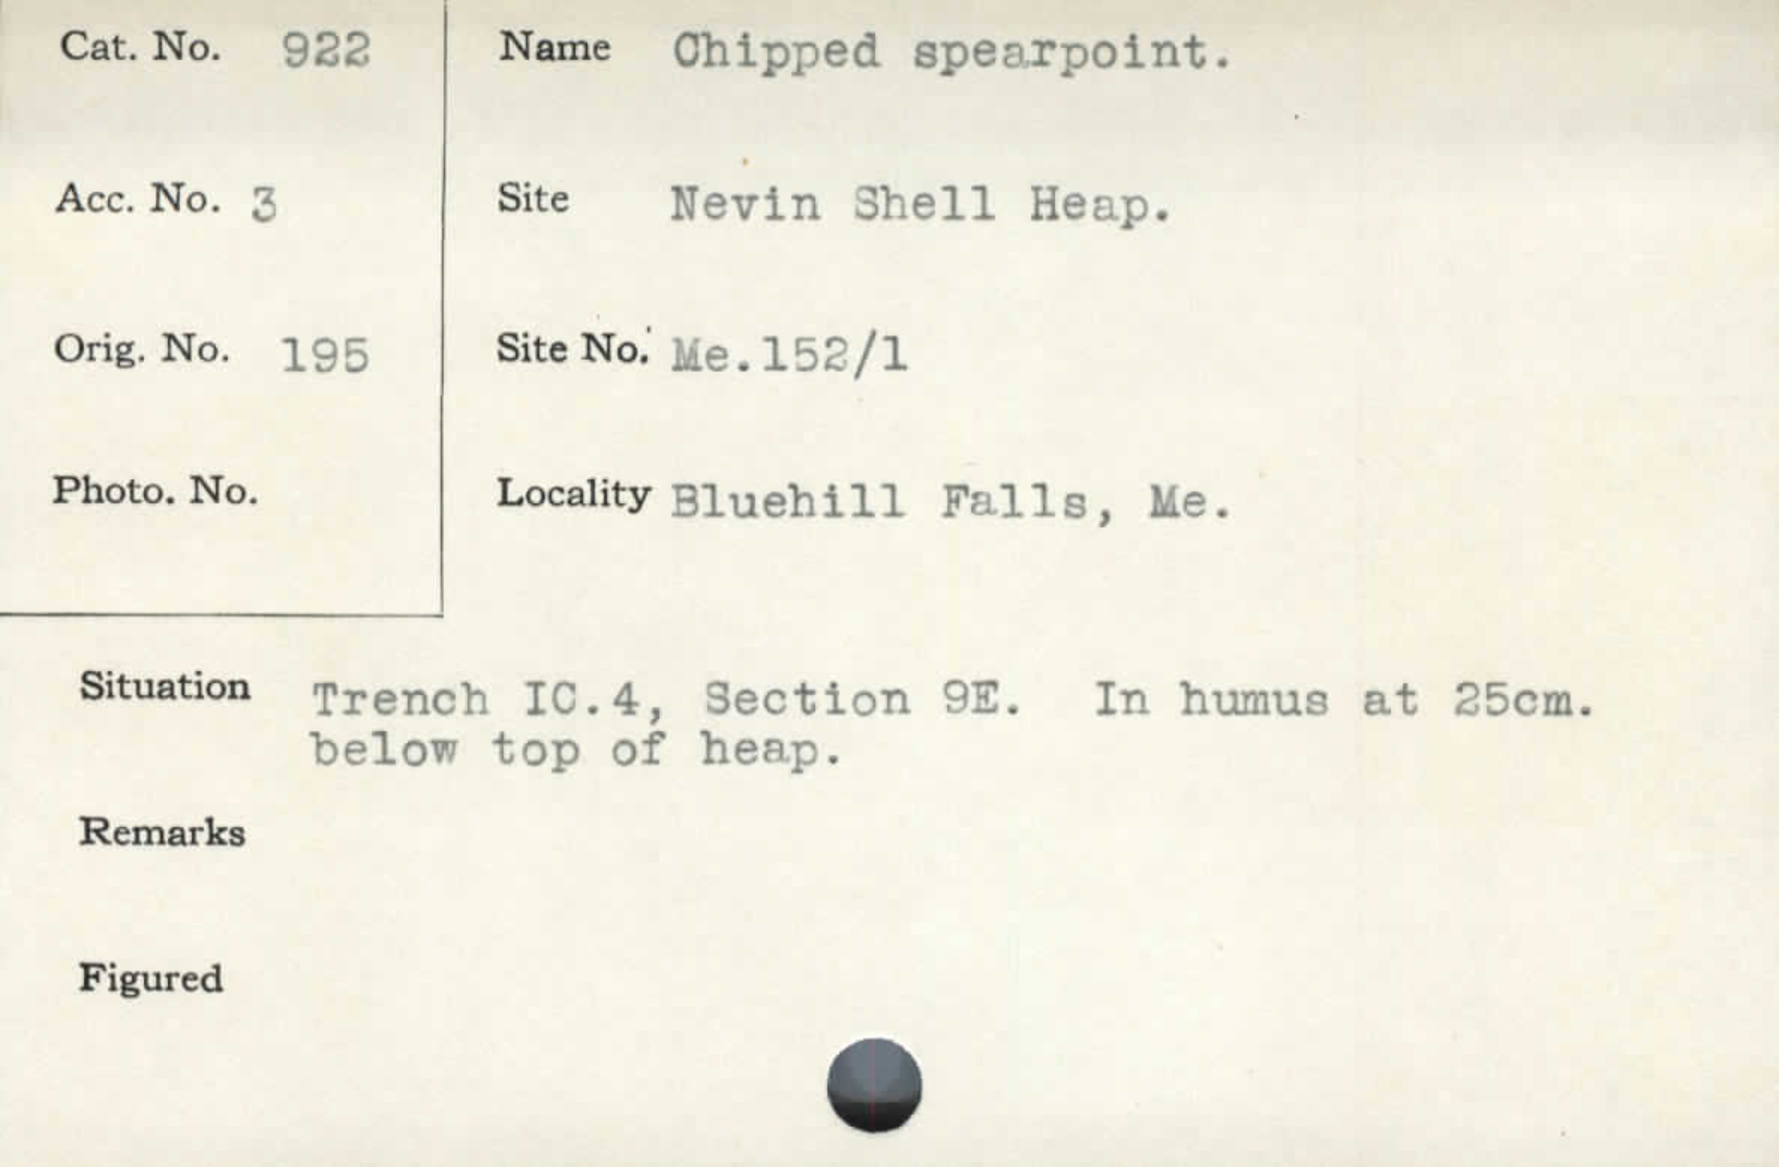 Cat. No. 922
Name Chipped spearpoint.
Acc. No. 3
Site Nevin Shell Heap.
Orig. No. 195
Site No. Me.152/1
Photo. No.
Locality Bluehill Falls, Me.
Situation Trench IC.4, Section 9E. In humus at 25cm.
below top of heap.
Remarks
Figured